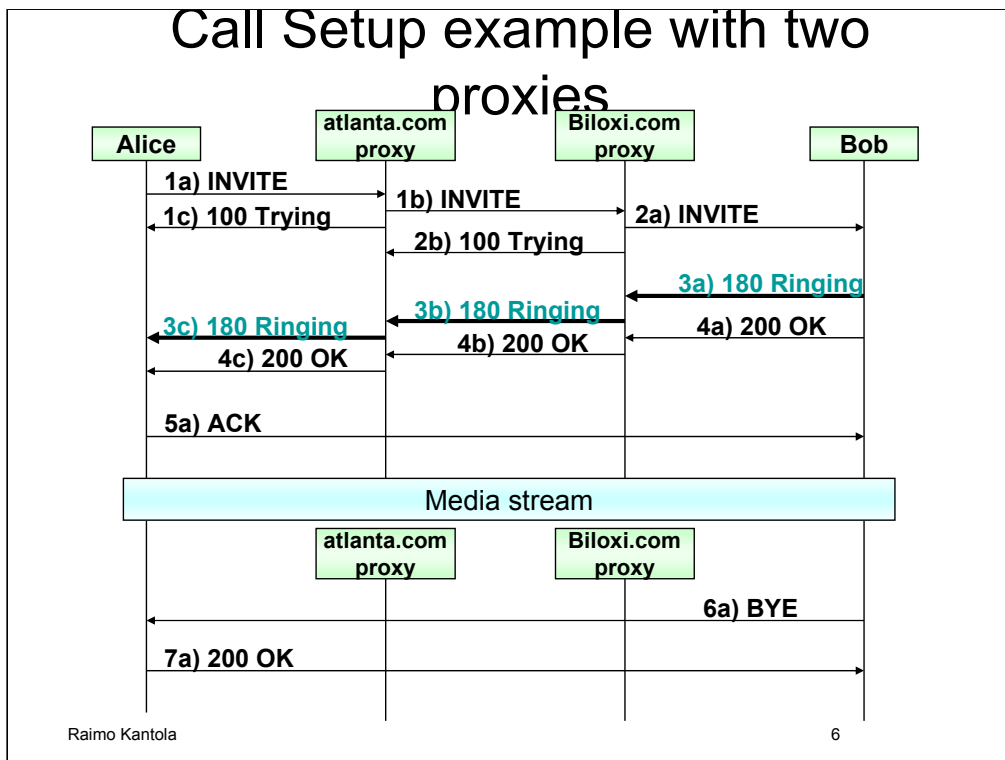 Call Setup example with two
proxies
Alice
atlanta.com
proxy
Biloxi.com
proxy
Bob
1a) INVITE
1b) INVITE
1c) 100 Trying
2a) INVITE
2b) 100 Trying
3a) 180 Ringing
3b) 180 Ringing
3c) 180 Ringing
4a) 200 OK
4b) 200 OK
4c) 200 OK
5a) ACK
Media stream
atlanta.com
proxy
Biloxi.com
proxy
6a) BYE
7a) 200 OK
Raimo Kantola
6